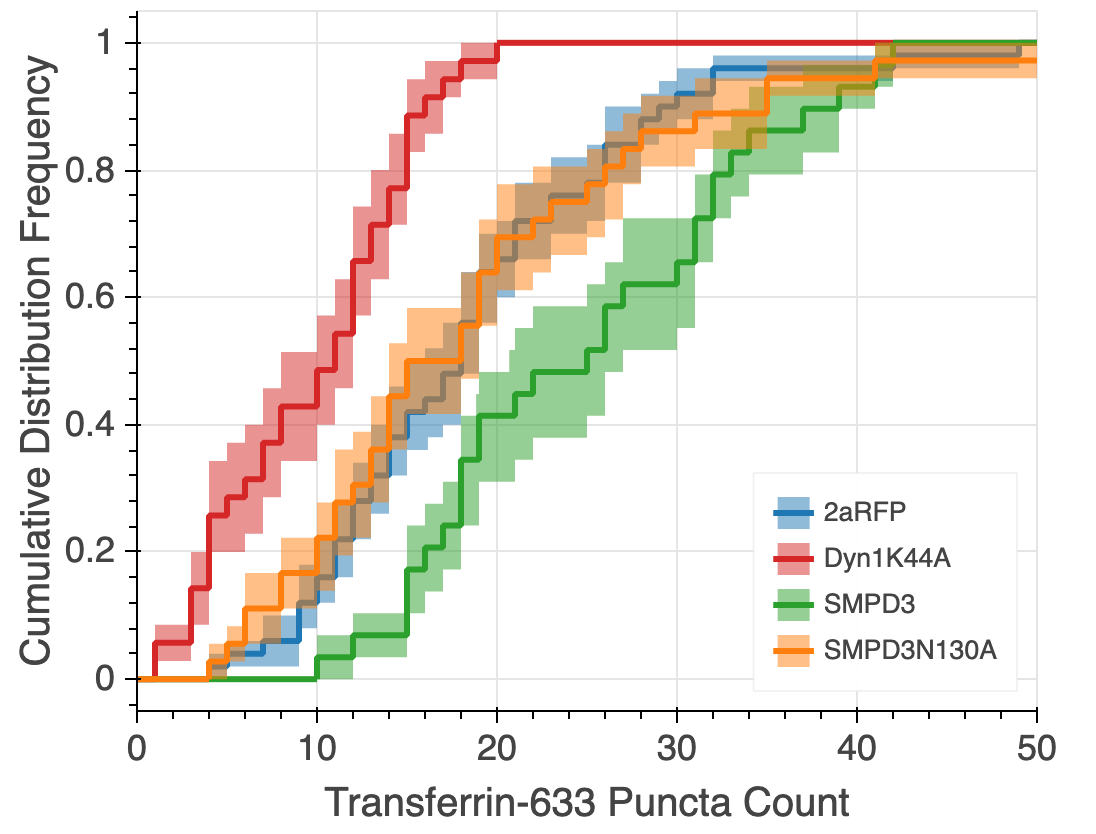 Cumulative Distribution Frequency
1
0.8
0.6
0.4
0.2
0
0 10 20 30 40 50
Transferrin-633 Puncta Count
2aRFP
Dyn1K44A
SMPD3
SMPD3N130A